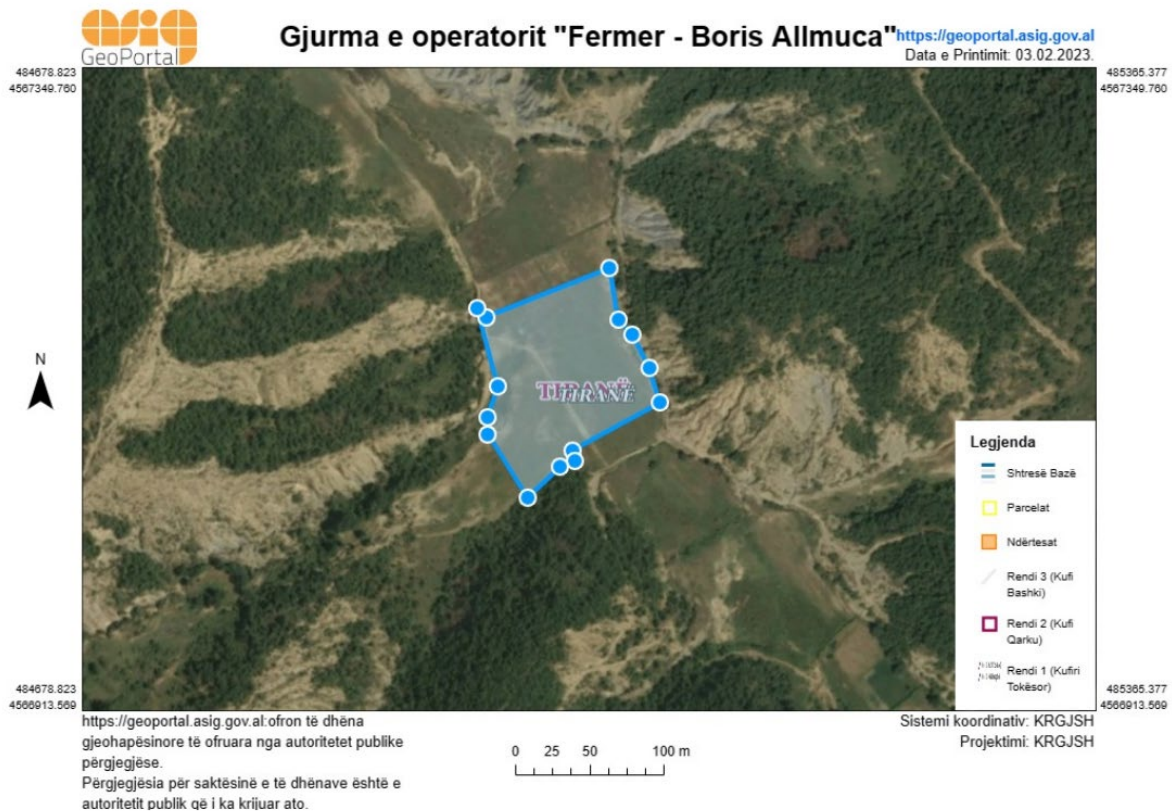 asig
GeoPortal
Gjurma e operatorit "Fermer - Boris Allmuca"
https://geoportal.asig.gov.al
Data e Printimit: 03.02.2023.
484678.823
4567349.760
485365.377
4567349.760
N
TIRANË
TIRANË
Legjenda
Shtresë Bazë
Parcelat
Ndërtesat
Rendi 3 (Kufi
Bashki)
Rendi 2 (Kufi
Qarku)
Rendi 1 (Kufiri
Tokësor)
484678.823
4566913.569
485365.377
4566913.569
https://geoportal.asig.gov.al:ofron të dhëna
gjeohapësinore të ofruara nga autoritetet publike
përgjegjëse.
Përgjegjësia për saktësinë e të dhënave është e
autoritetit publik që i ka krijuar ato.
0 25 50 100 m
Sistemi koordinativ: KRGJSH
Projektimi: KRGJSH